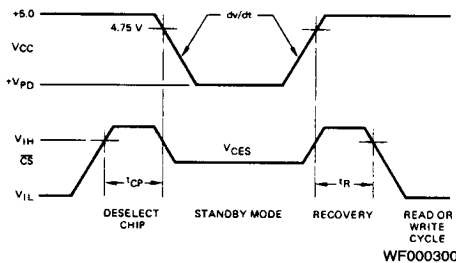 +5.0
4.75 V
dv/dt
VCC
+VPD
VIH
CS
VCES
VIL
tCP
tR
DESELECT CHIP
STANDBY MODE
RECOVERY
READ OR WRITE CYCLE
WF000300